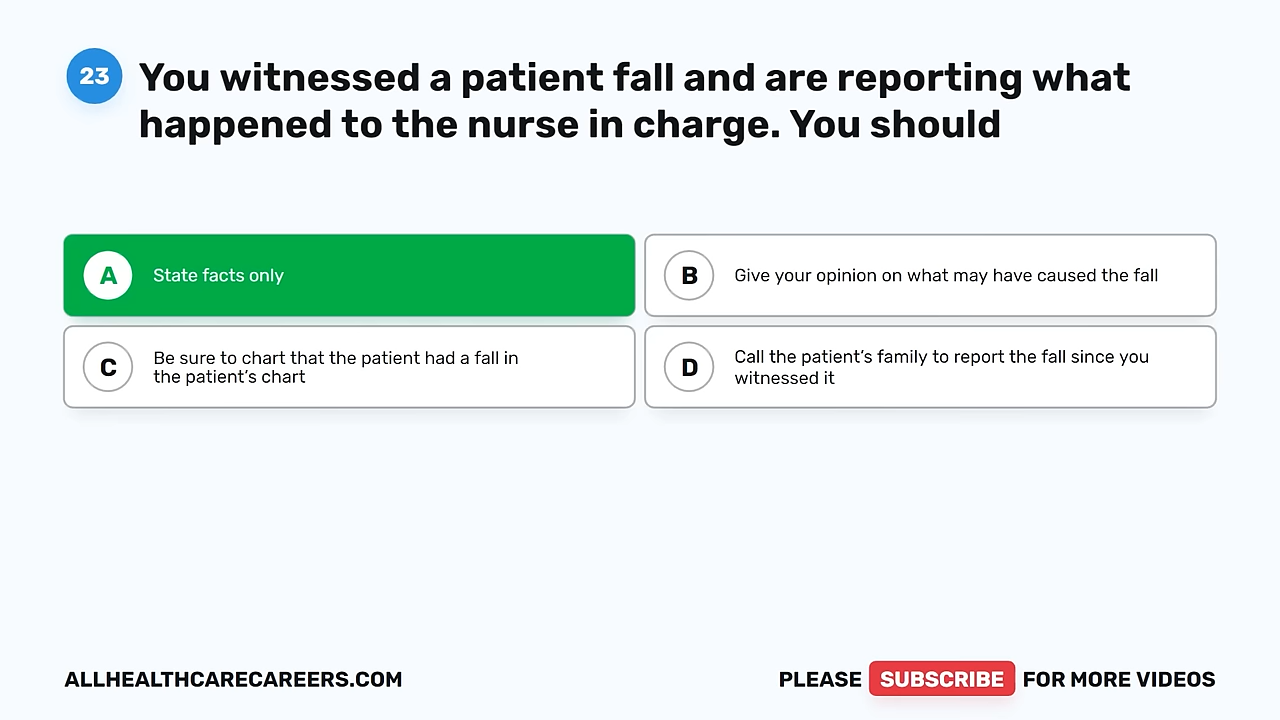 23
You witnessed a patient fall and are reporting what
happened to the nurse in charge. You should
A
State facts only
B
Give your opinion on what may have caused the fall
C
Be sure to chart that the patient had a fall in
the patient’s chart
D
Call the patient’s family to report the fall since you
witnessed it
ALLHEALTHCARECAREERS.COM
PLEASE SUBSCRIBE FOR MORE VIDEOS